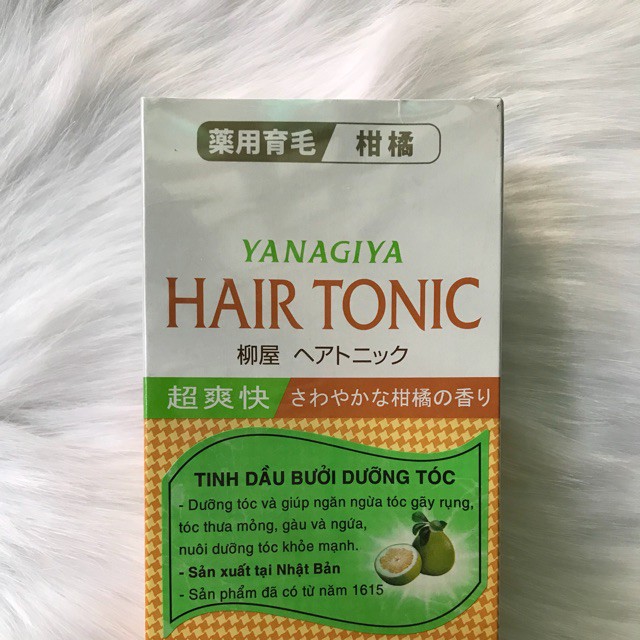 薬用育毛 柑橘
YANAGIYA
HAIR TONIC
柳屋 ヘアトニック
超爽快 さわやかな柑橘の香り
TINH DẦU BƯỞI DƯỠNG TÓC
- Dưỡng tóc và giúp ngăn ngừa tóc gãy rụng,
tóc thưa mỏng, gàu và ngứa,
nuôi dưỡng tóc khỏe mạnh.
- Sản xuất tại Nhật Bản
- Sản phẩm đã có từ năm 1615